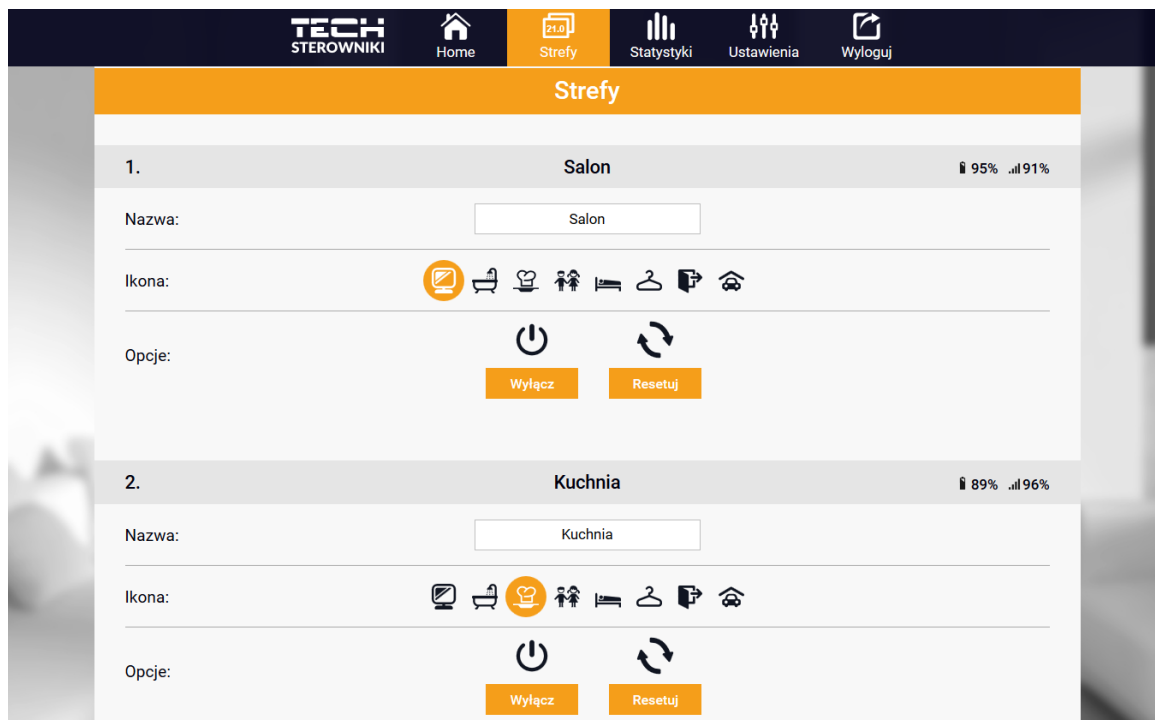 TECH
STEROWNIKI
Home
21.0
Strefy
Statystyki
Ustawienia
Wyloguj
Strefy
1. Salon 95% 91%
Nazwa: Salon
Ikona:
Opcje:
Wyłącz Resetuj
2. Kuchnia 89% 96%
Nazwa: Kuchnia
Ikona:
Opcje:
Wyłącz Resetuj